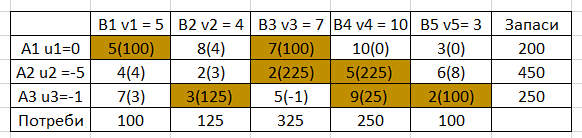 B1 v1 = 5 B2 v2 = 4 B3 v3 = 7 B4 v4 = 10 B5 v5= 3 Запаси
A1 u1=0 5(100) 8(4) 7(100) 10(0) 3(0) 200
A2 u2 =-5 4(4) 2(3) 2(225) 5(225) 6(8) 450
A3 u3=-1 7(3) 3(125) 5(-1) 9(25) 2(100) 250
Потреби 100 125 325 250 100